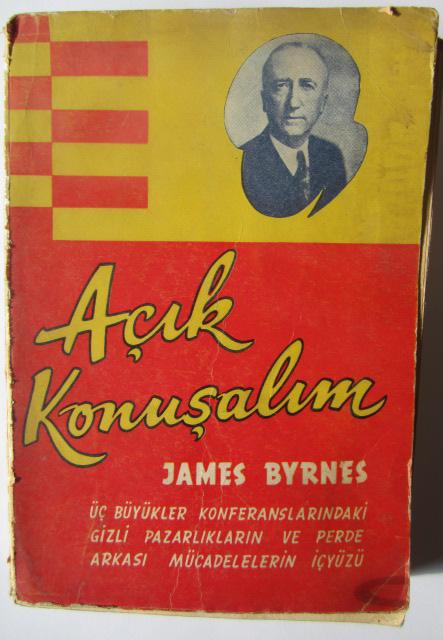 Açık
Konuşalım
JAMES BYRNES
ÜÇ BÜYÜKLER KONFERANSLARINDAKİ
GİZLİ PAZARLIKLARIN VE PERDE
ARKASI MÜCADELELERİN İÇYÜZÜ